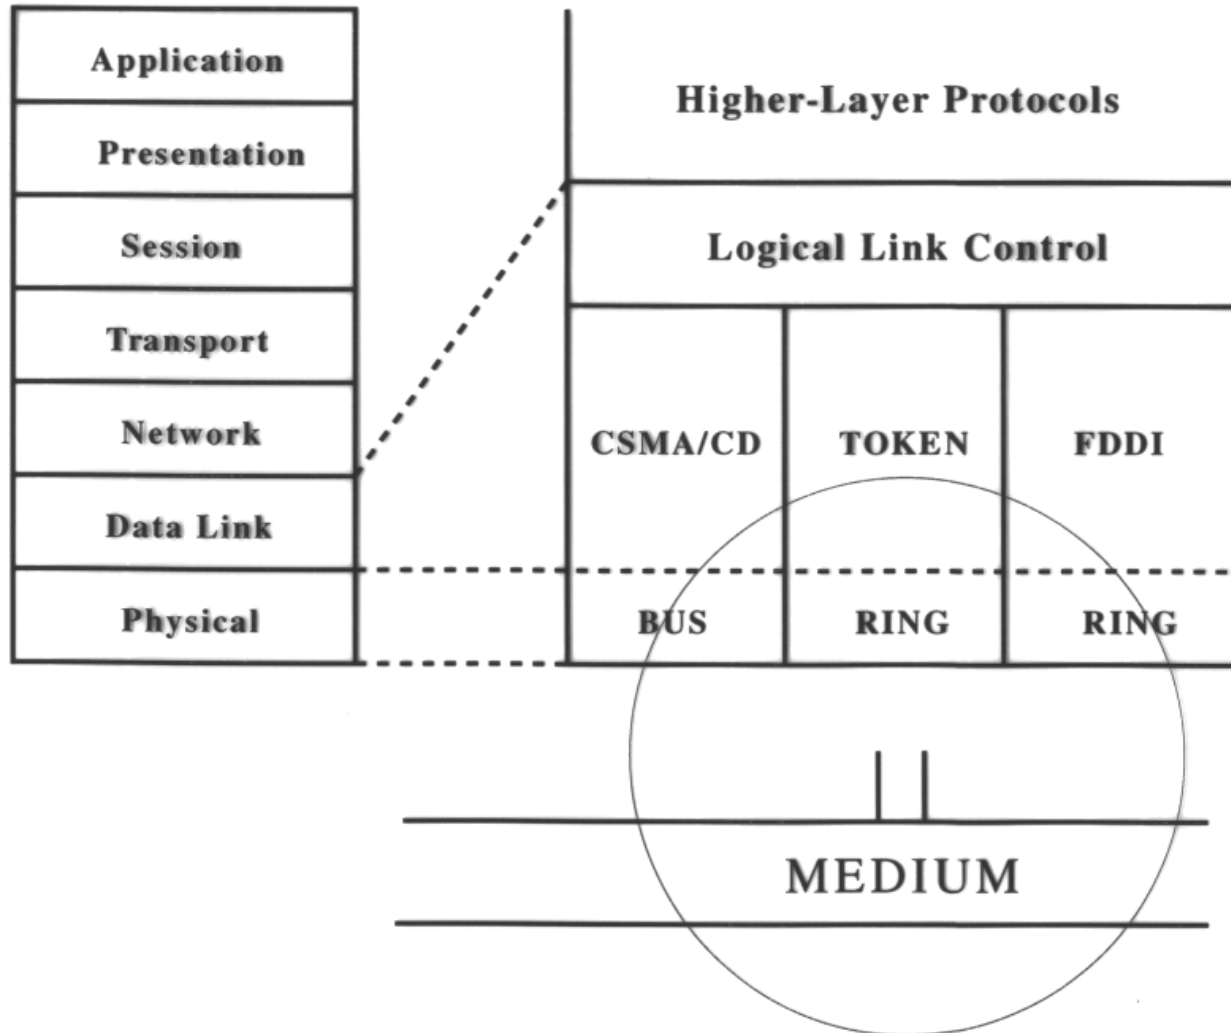 Application
Presentation
Session
Transport
Network
Data Link
Physical
Higher-Layer Protocols
Logical Link Control
CSMA/CD
TOKEN
FDDI
BUS
RING
RING
MEDIUM